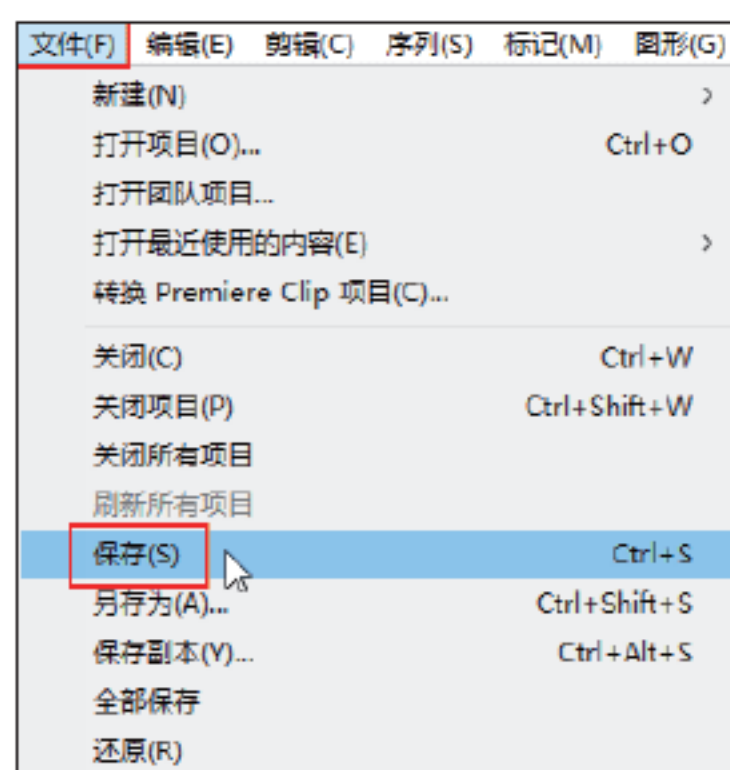 文件(F) 编辑(E) 剪辑(C) 序列(S) 标记(M) 图形(G)
新建(N) >
打开项目(O)... Ctrl+O
打开团队项目...
打开最近使用的内容(E) >
转换 Premiere Clip 项目(C)...
关闭(C) Ctrl+W
关闭项目(P) Ctrl+Shift+W
关闭所有项目
刷新所有项目
保存(S) Ctrl+S
另存为(A)... Ctrl+Shift+S
保存副本(Y)... Ctrl+Alt+S
全部保存
还原(R)